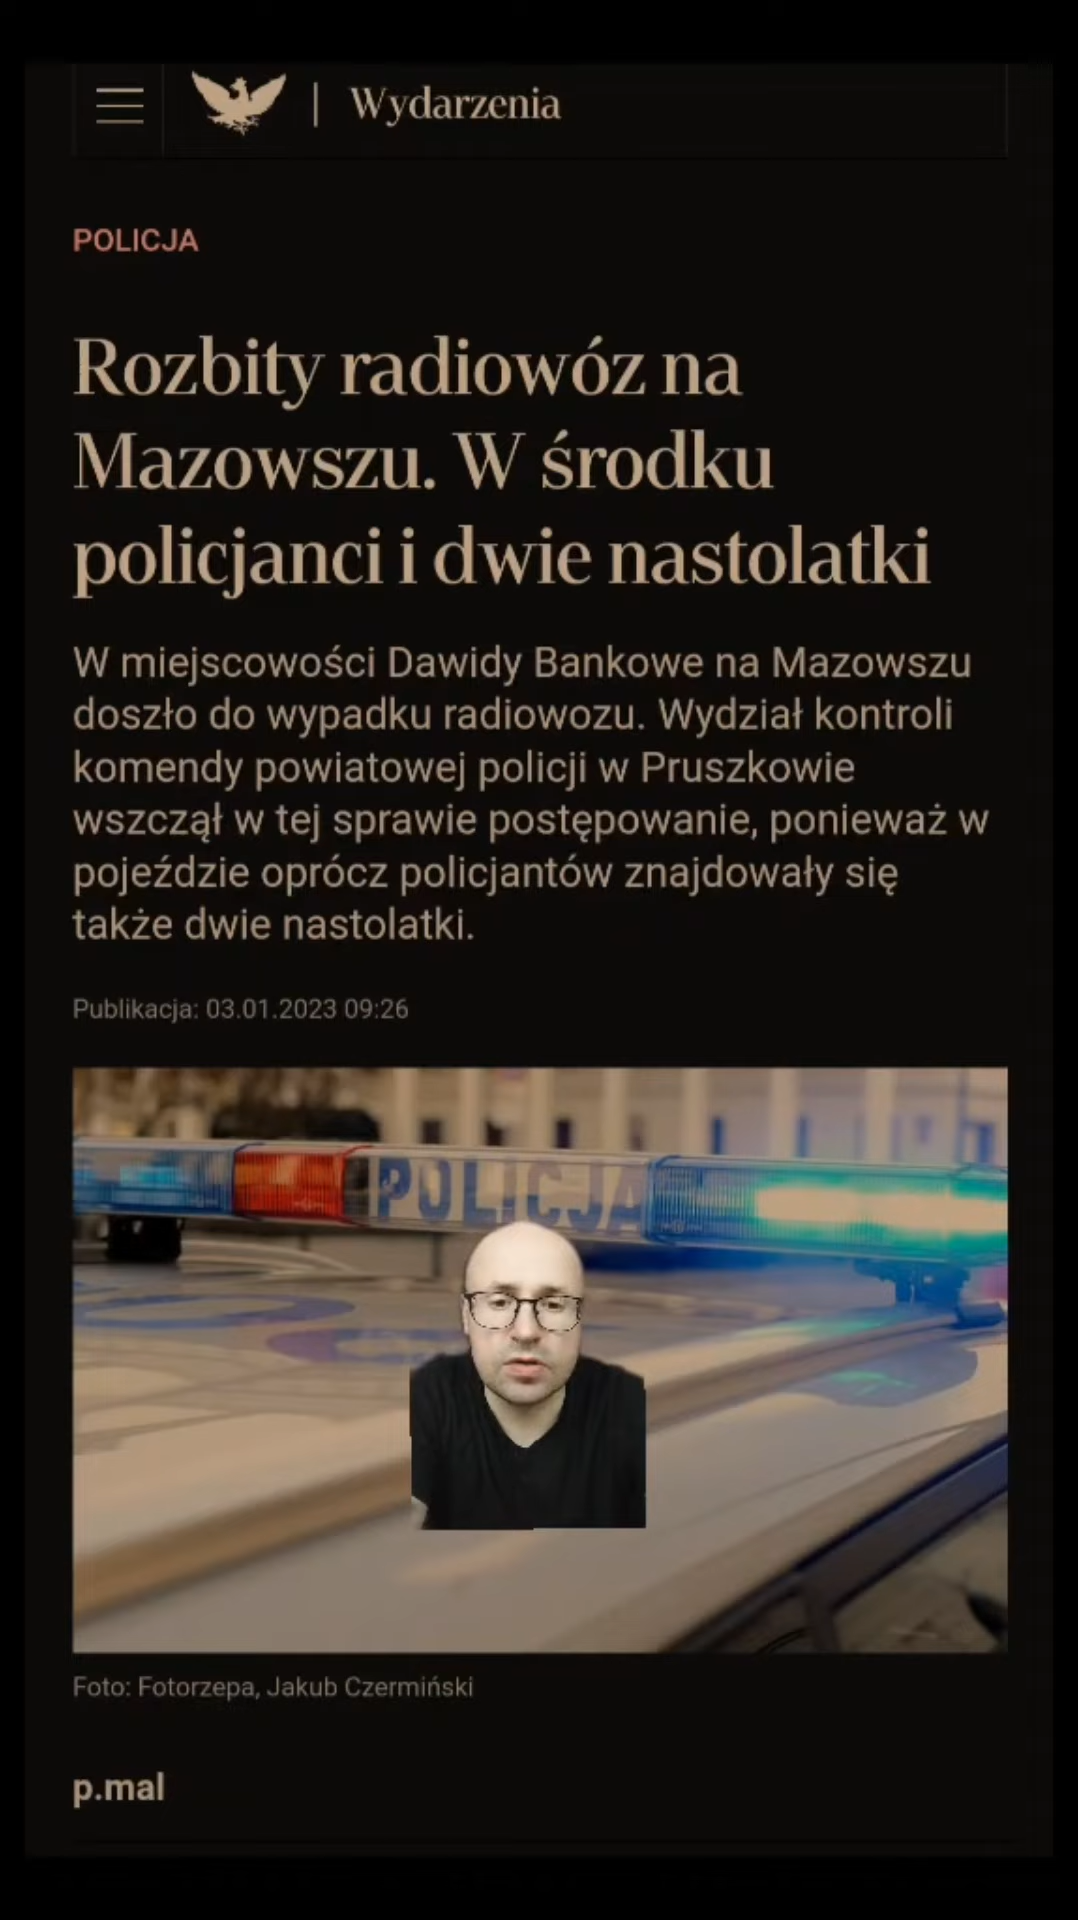 Wydarzenia
POLICJA
Rozbity radiowóz na
Mazowszu. W środku
policjanci i dwie nastolatki
W miejscowości Dawidy Bankowe na Mazowszu
doszło do wypadku radiowozu. Wydział kontroli
komendy powiatowej policji w Pruszkowie
wszczął w tej sprawie postępowanie, ponieważ w
pojeździe oprócz policjantów znajdowały się
także dwie nastolatki.
Publikacja: 03.01.2023 09:26
POLICJA
Foto: Fotorzepa, Jakub Czermiński
p.mal